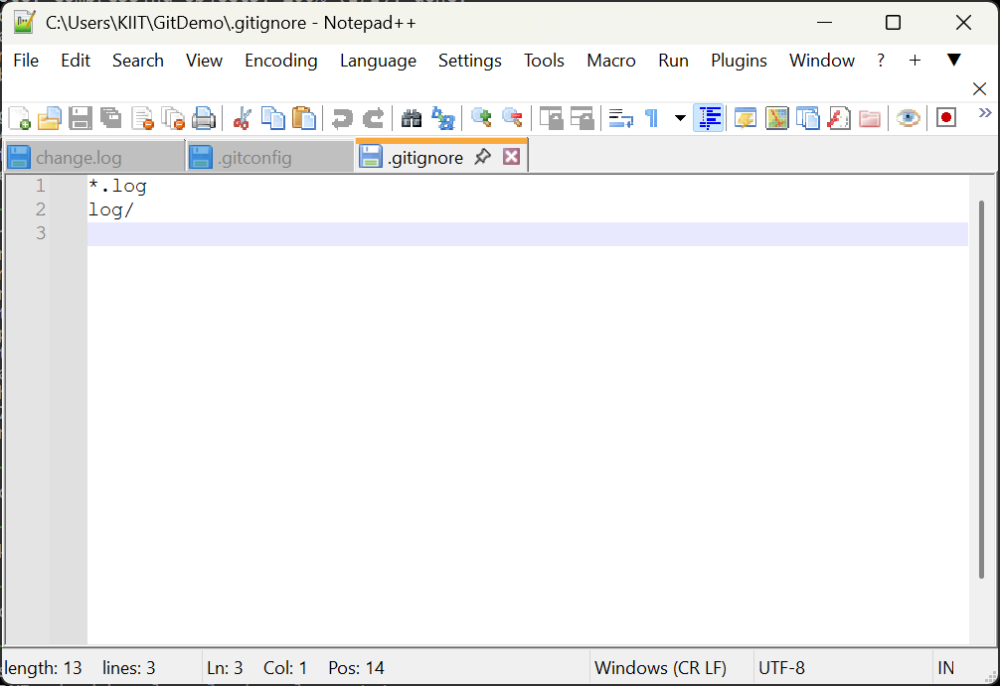 C:\Users\KIIT\GitDemo\.gitignore - Notepad++
File Edit Search View Encoding Language Settings Tools Macro Run Plugins Window ? +
change.log .gitconfig .gitignore
1 *.log
2 log/
3
length: 13 lines: 3 Ln: 3 Col: 1 Pos: 14 Windows (CR LF) UTF-8 IN